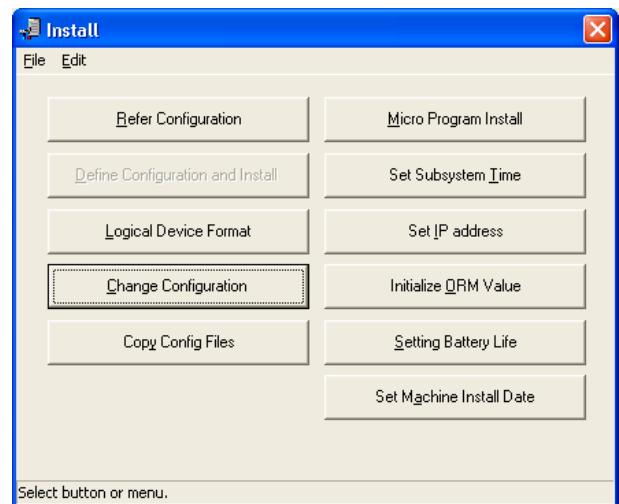 Install
File Edit
Refer Configuration
Micro Program Install
Define Configuration and Install
Set Subsystem Time
Logical Device Format
Set IP address
Change Configuration
Initialize ORM Value
Copy Config Files
Setting Battery Life
Set Machine Install Date
Select button or menu.